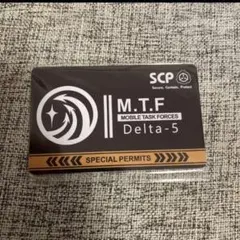 SCP
Secure, Contain, Protect
M.T.F
MOBILE TASK FORCES
Delta-5
SPECIAL PERMITS